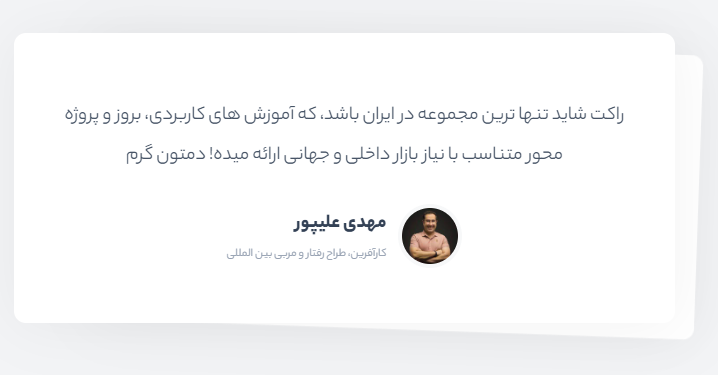 راکت شاید تنها ترین مجموعه در ایران باشد، که آموزش های کاربردی، بروز و پروژه
محور متناسب با نیاز بازار داخلی و جهانی ارائه میده! دمتون گرم
مهدی علیپور
کارآفرین، طراح رفتار و مربی بین المللی